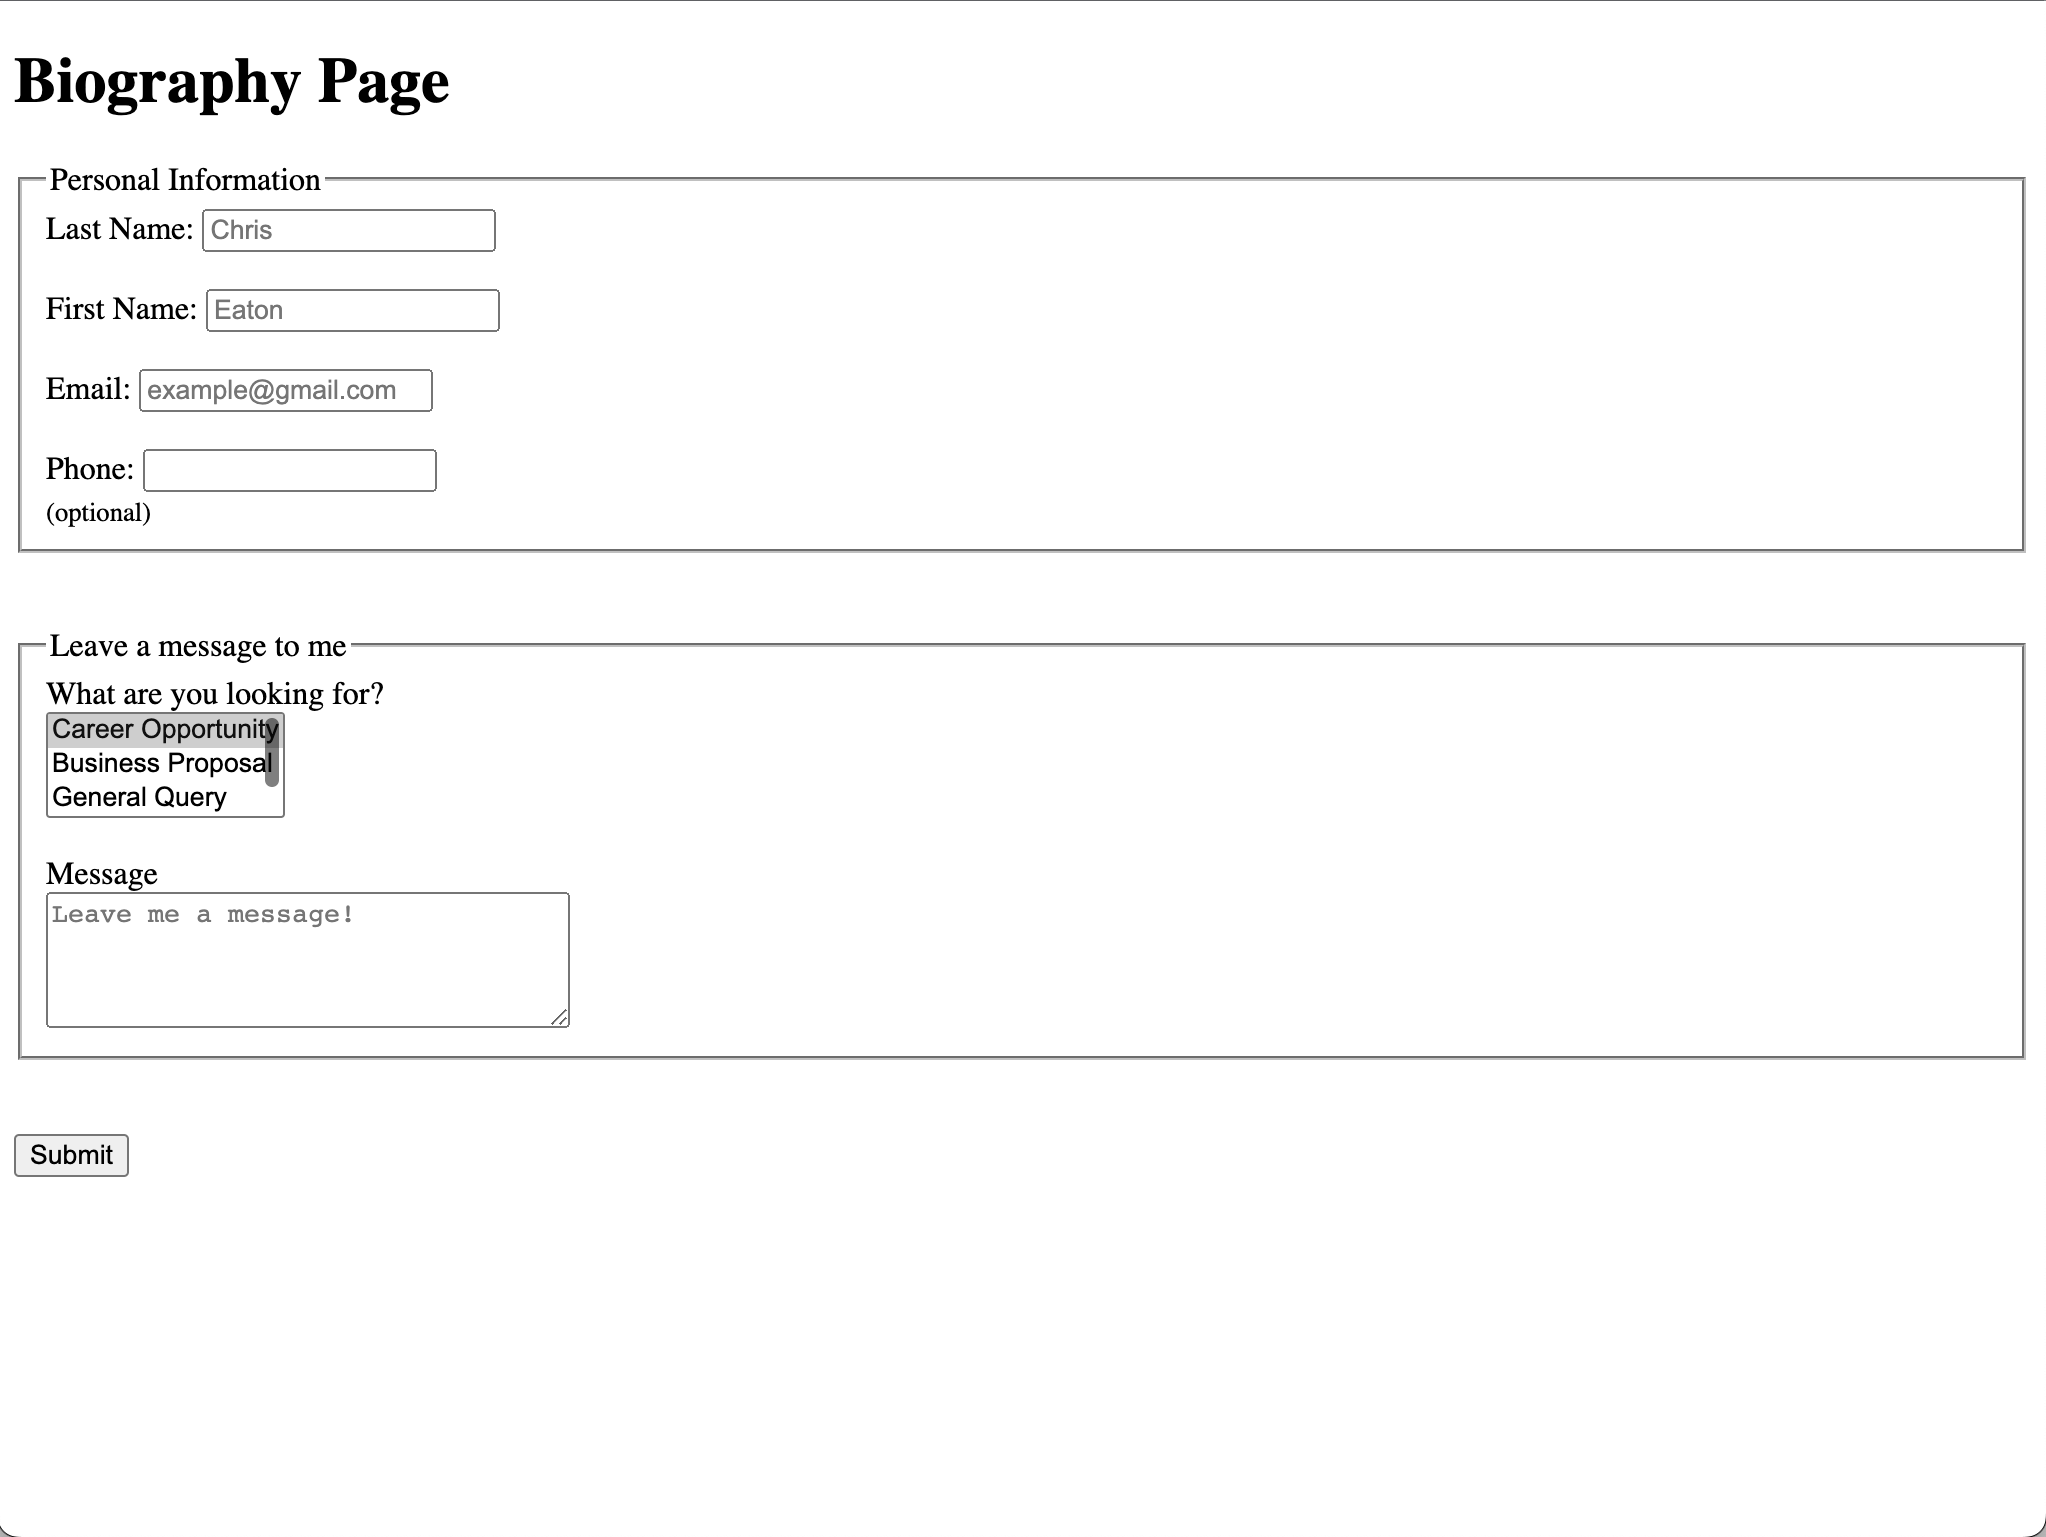 Biography Page
Personal Information
Last Name: Chris
First Name: Eaton
Email: example@gmail.com
Phone:
(optional)
Leave a message to me
What are you looking for?
Career Opportunity
Business Proposal
General Query
Message
Leave me a message!
Submit